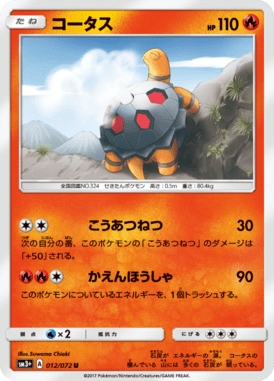 たね コータス HP 110
全国図鑑NO.324 せきたんポケモン 高さ:0.5m 重さ:80.4kg
こうあつねつ 30
次の自分の番、このポケモンの「こうあつねつ」のダメージは
「+50」される。
かえんほうしゃ 90
このポケモンについているエネルギーを、1個トラッシュする。
弱点 ×2 抵抗力 にげる
Illus. Suwama Chiaki
sm3+ A 012/072 U
©2017 Pokémon/Nintendo/Creatures/GAME FREAK.